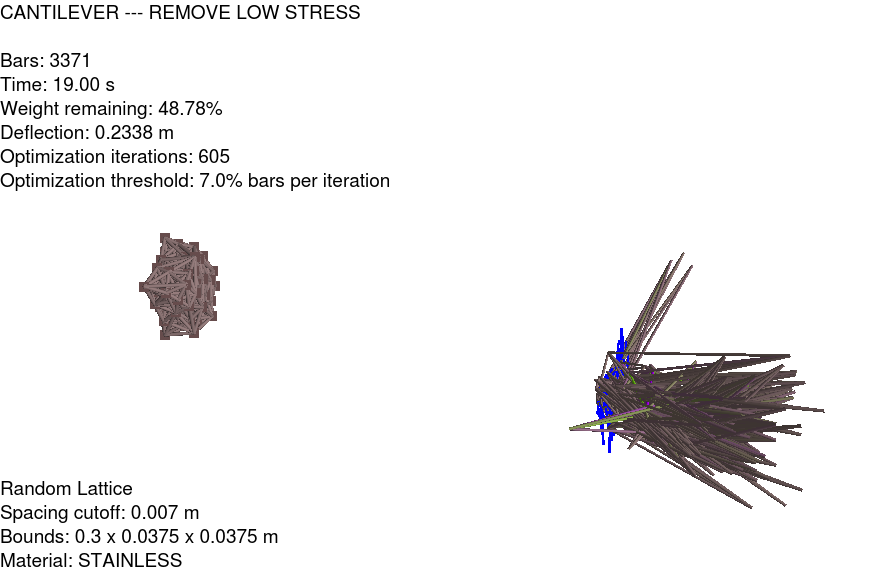 CANTILEVER --- REMOVE LOW STRESS
Bars: 3371
Time: 19.00 s
Weight remaining: 48.78%
Deflection: 0.2338 m
Optimization iterations: 605
Optimization threshold: 7.0% bars per iteration
Random Lattice
Spacing cutoff: 0.007 m
Bounds: 0.3 x 0.0375 x 0.0375 m
Material: STAINLESS